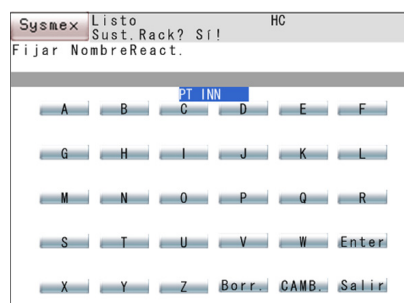 Sysmex Listo HC
Sust.Rack? Sí!
Fijar NombreReact.
PT INN
A B C D E F
G H I J K L
M N O P Q R
S T U V W Enter
X Y Z Borr. CAMB. Salir